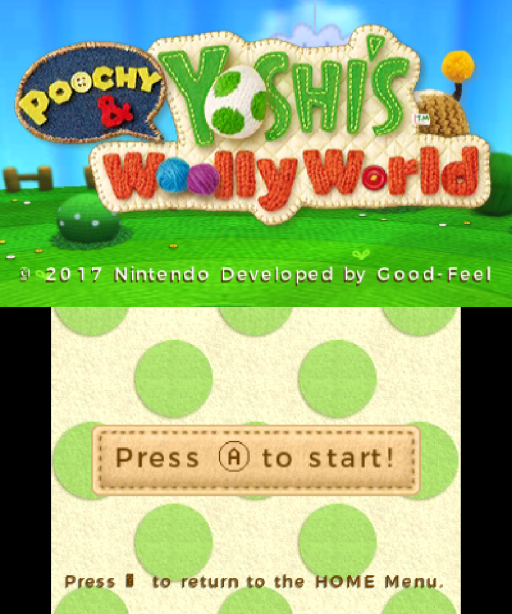 POOCHY
&
YOSHI'S
Woolly World
TM
© 2017 Nintendo Developed by Good-Feel
Press Ⓐ to start!
Press to return to the HOME Menu.